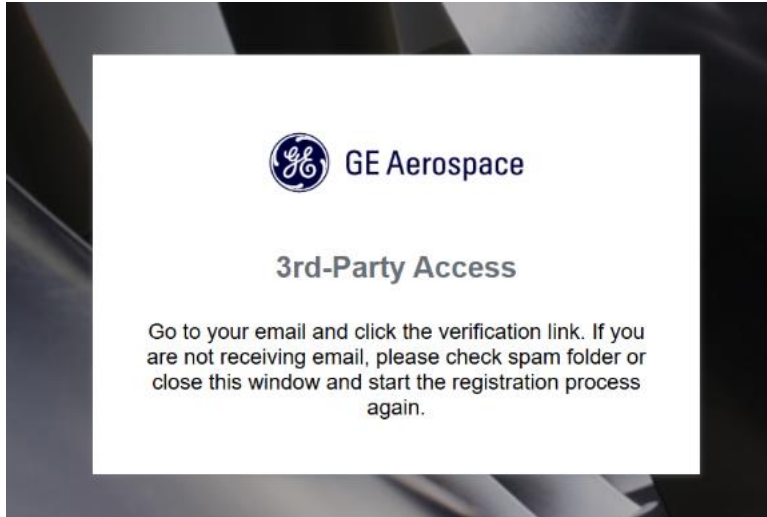 GE GE Aerospace
3rd-Party Access
Go to your email and click the verification link. If you
are not receiving email, please check spam folder or
close this window and start the registration process
again.